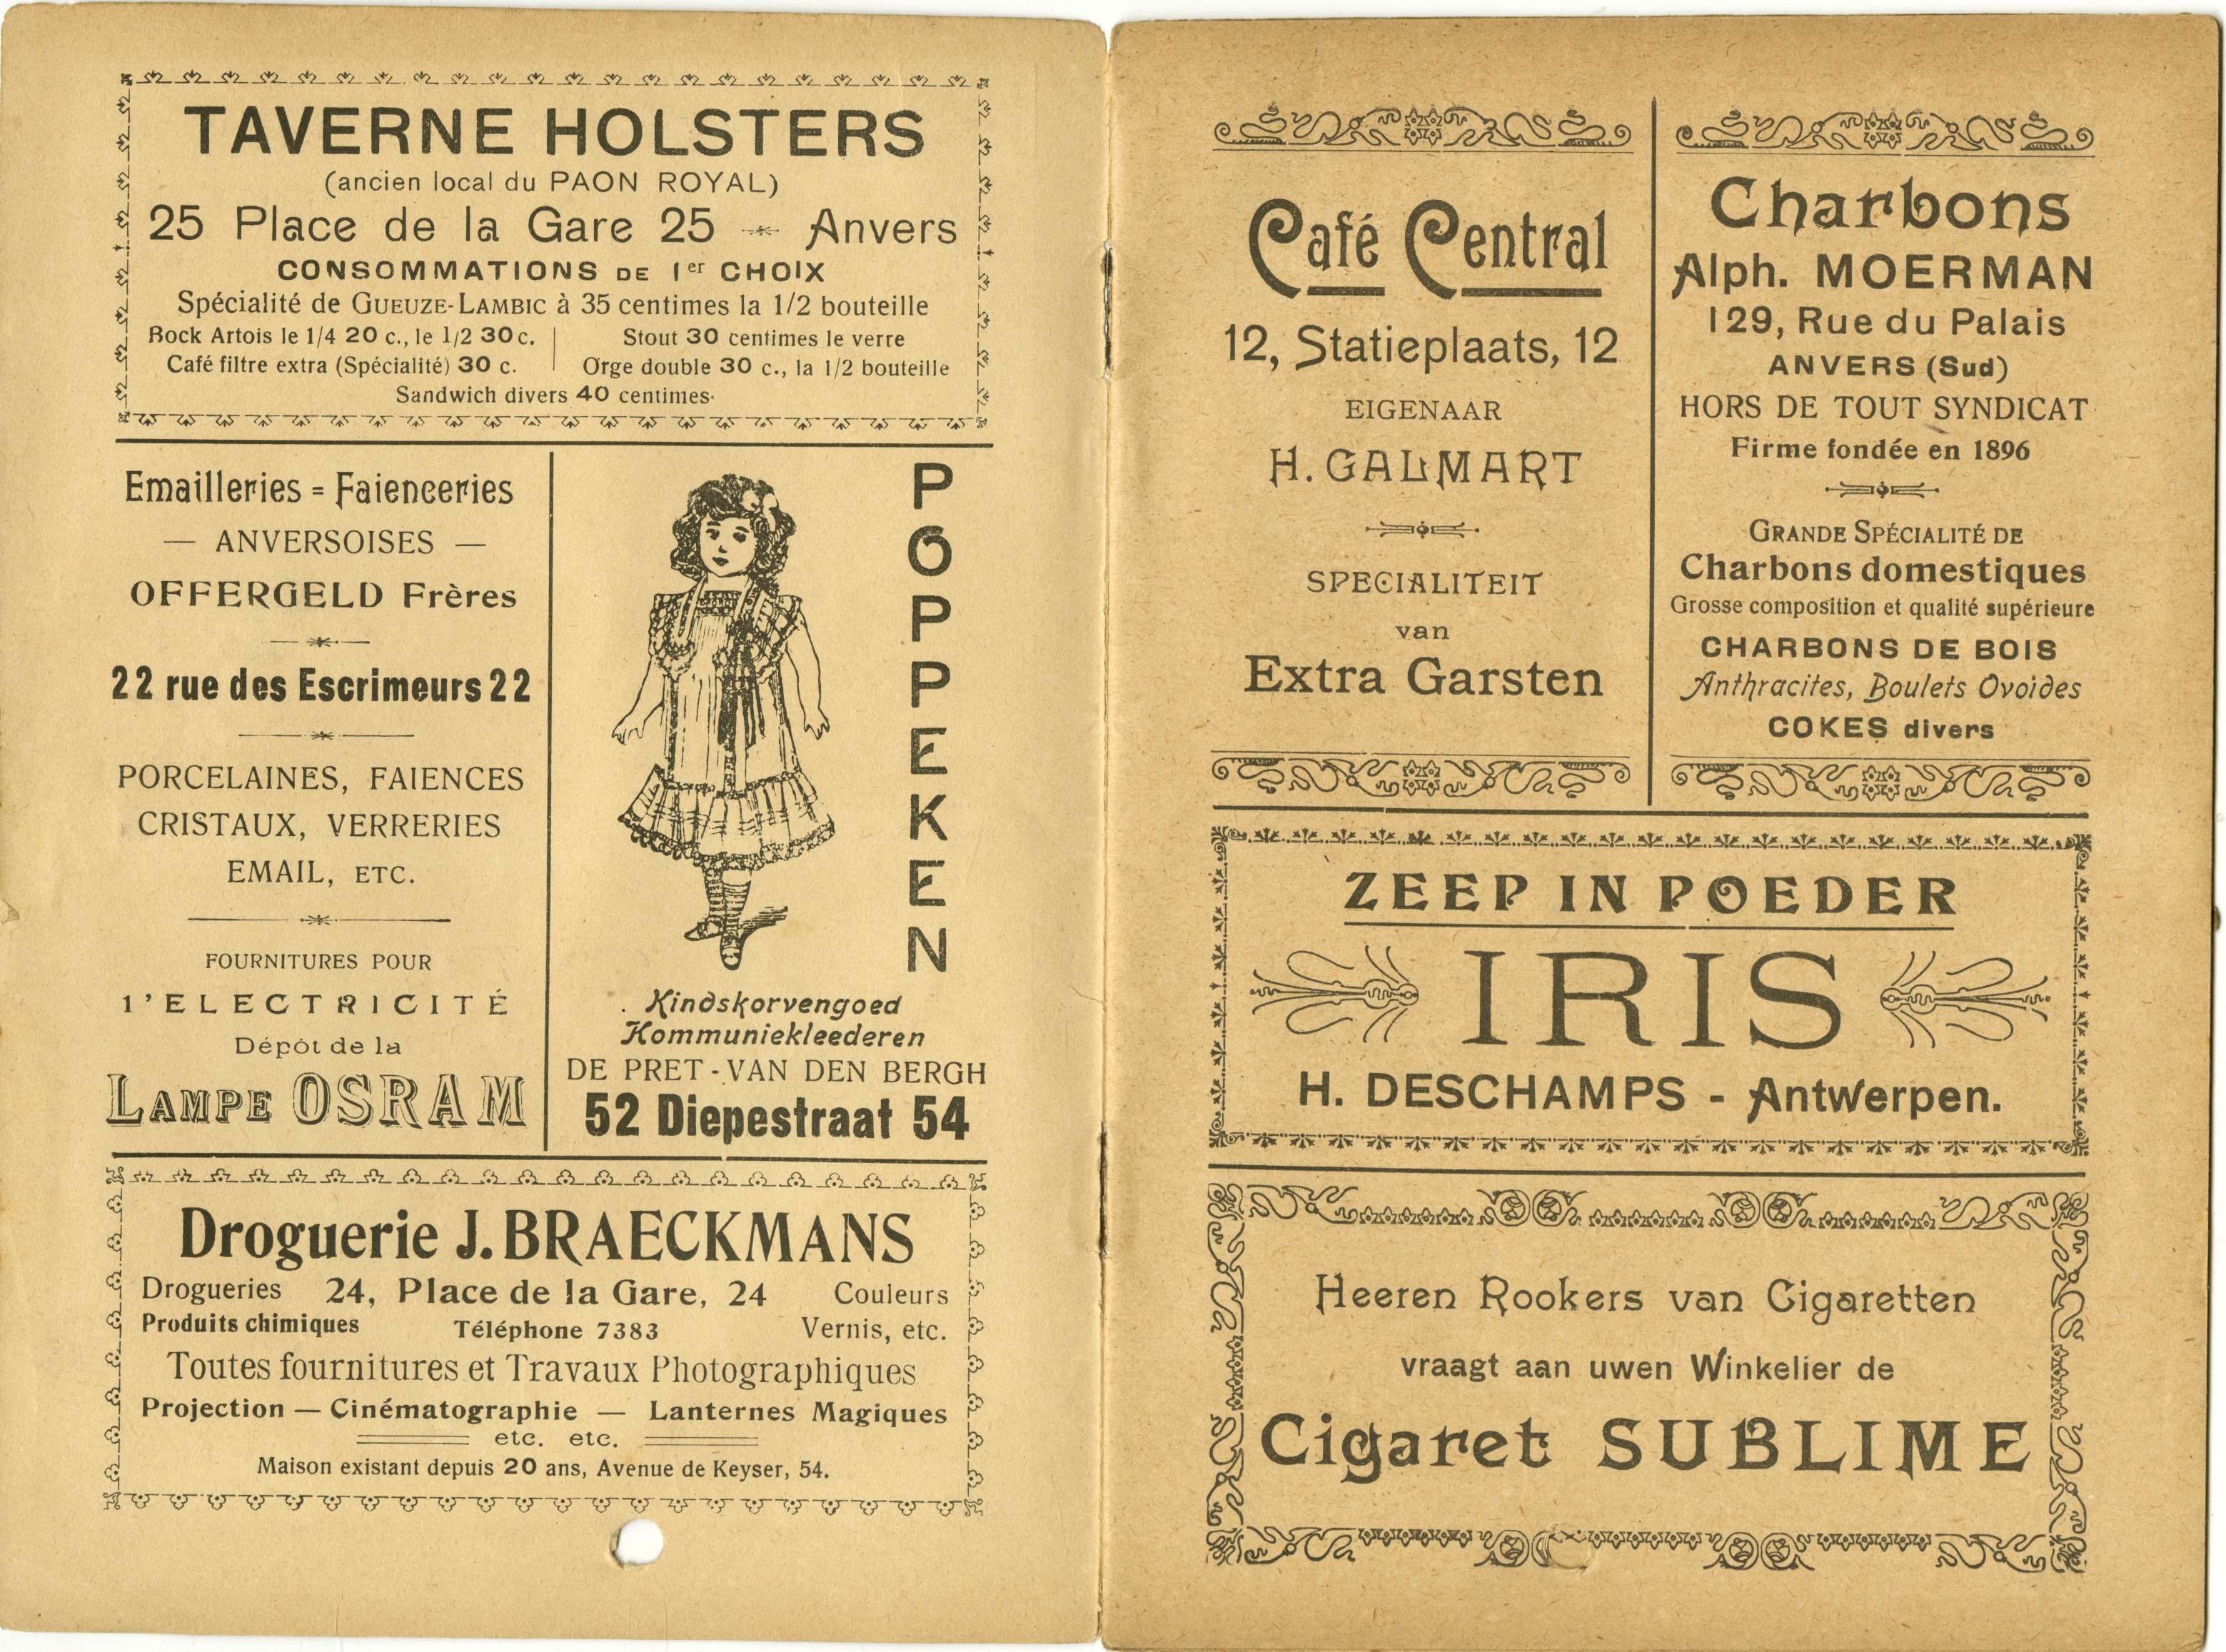 TAVERNE HOLSTERS
(ancien local du PAON ROYAL)
25 Place de la Gare 25 Anvers
CONSOMMATIONS DE 1er CHOIX
Spécialité de GUEUZE-LAMBIC à 35 centimes la 1/2 bouteille
Bock Artois le 1/4 20 c., le 1/2 30 c.
Café filtre extra (Spécialité) 30 c.
Stout 30 centimes le verre
Orge double 30 c., la 1/2 bouteille
Sandwich divers 40 centimes.
Emailleries = Faienceries
— ANVERSOISES —
OFFERGELD Frères
22 rue des Escrimeurs 22
PORCELAINES, FAIENCES
CRISTAUX, VERRERIES
EMAIL, ETC.
FOURNITURES POUR
l'ELECTRICITÉ
Dépôt de la
LAMPE OSRAM
POPPEKEN
Kindskorvengoed
Kommuniekleederen
DE PRET - VAN DEN BERGH
52 Diepestraat 54
Droguerie J. BRAECKMANS
Drogueries 24, Place de la Gare, 24 Couleurs
Produits chimiques Téléphone 7383 Vernis, etc.
Toutes fournitures et Travaux Photographiques
Projection — Cinématographie — Lanternes Magiques
etc. etc.
Maison existant depuis 20 ans, Avenue de Keyser, 54.
Café Central
12, Statieplaats, 12
EIGENAAR
H. GALMART
SPECIALITEIT
van
Extra Garsten
Charbons
Alph. MOERMAN
129, Rue du Palais
ANVERS (Sud)
HORS DE TOUT SYNDICAT
Firme fondée en 1896
GRANDE SPÉCIALITÉ DE
Charbons domestiques
Grosse composition et qualité supérieure
CHARBONS DE BOIS
Anthracites, Boulets Ovoïdes
COKES divers
ZEEP IN POEDER
IRIS
H. DESCHAMPS - Antwerpen.
Heeren Rookers van Cigaretten
vraagt aan uwen Winkelier de
Cigaret SUBLIME